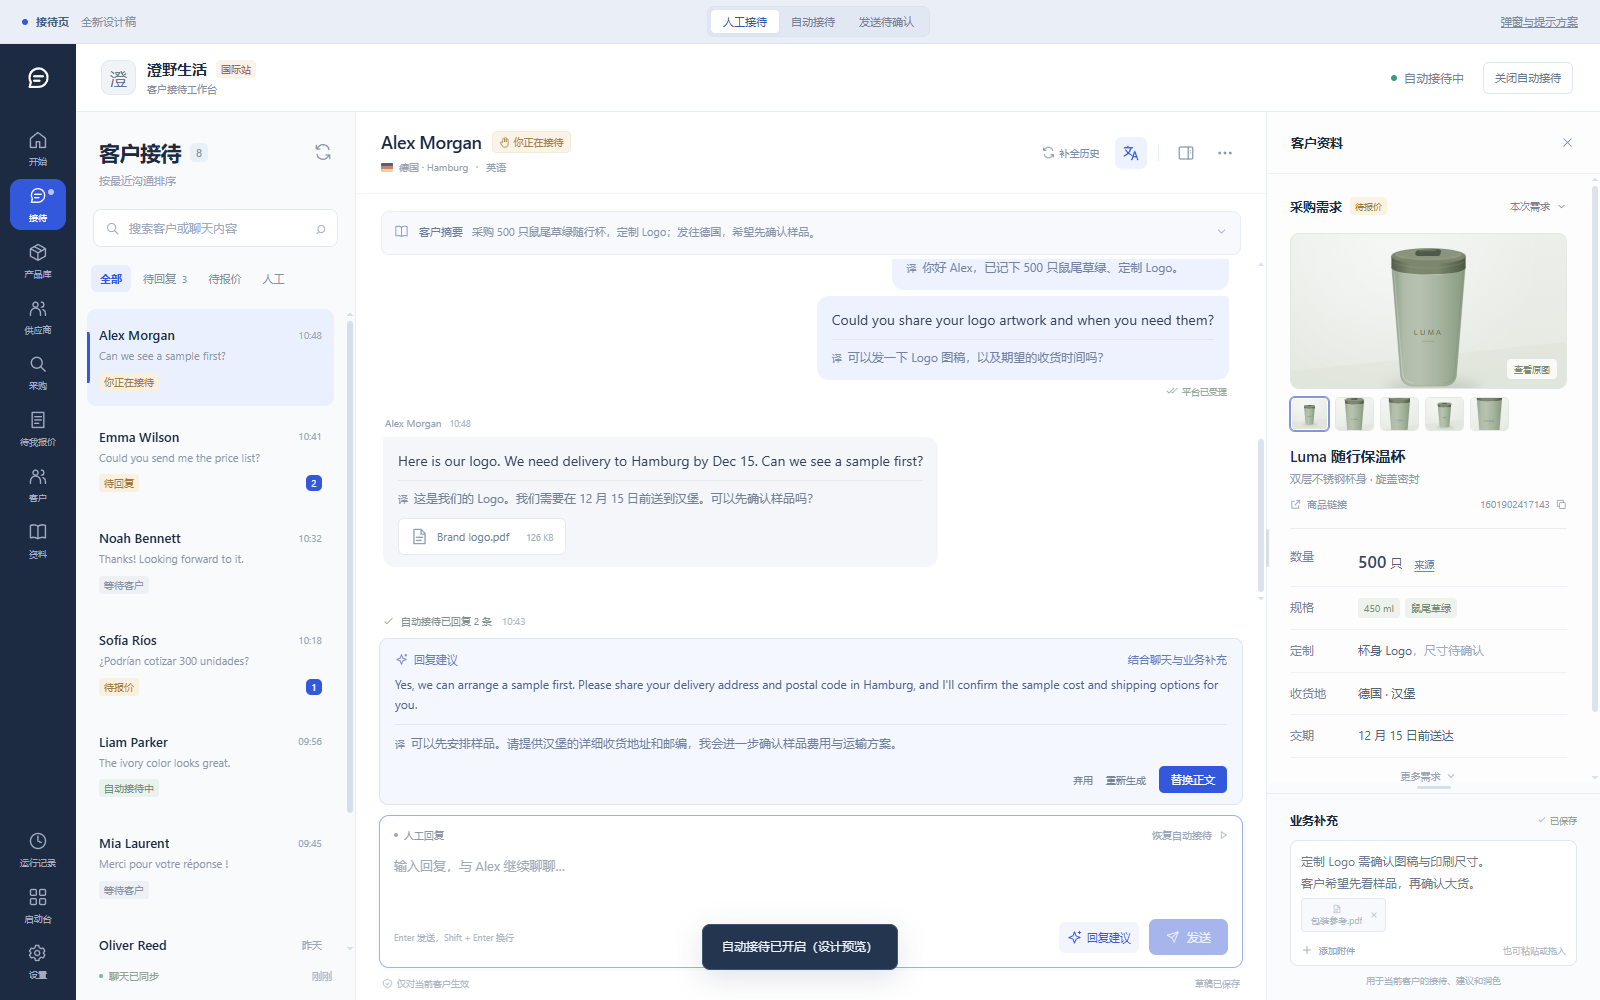 接待页 全新设计稿
人工接待 自动接待 发送待确认
弹窗与提示方案
澄
澄野生活 国际站
客户接待工作台
自动接待中
关闭自动接待
开始
接待
产品库
供应商
采购
待我报价
客户
资料
运行记录
启动台
设置
客户接待 8
按最近沟通排序
搜索客户或聊天内容
全部 待回复 3 待报价 人工
Alex Morgan 10:48
Can we see a sample first?
你正在接待
Emma Wilson 10:41
Could you send me the price list?
待回复 2
Noah Bennett 10:32
Thanks! Looking forward to it.
等待客户
Sofía Ríos 10:18
¿Podrían cotizar 300 unidades?
待报价 1
Liam Parker 09:56
The ivory color looks great.
自动接待中
Mia Laurent 09:45
Merci pour votre réponse !
等待客户
Oliver Reed 昨天
聊天已同步 刚刚
Alex Morgan 你正在接待
德国 · Hamburg · 英语
补全历史
客户摘要 采购 500 只鼠尾草绿随行杯，定制 Logo；发往德国，希望先确认样品。
译 你好 Alex，已记下 500 只鼠尾草绿、定制 Logo。
Could you share your logo artwork and when you need them?
译 可以发一下 Logo 图稿，以及期望的收货时间吗？
平台已受理
Alex Morgan 10:48
Here is our logo. We need delivery to Hamburg by Dec 15. Can we see a sample first?
译 这是我们的 Logo。我们需要在 12 月 15 日前送到汉堡。可以先确认样品吗？
Brand logo.pdf 126 KB
自动接待已回复 2 条 10:43
回复建议 结合聊天与业务补充
Yes, we can arrange a sample first. Please share your delivery address and postal code in Hamburg, and I'll confirm the sample cost and shipping options for
you.
译 可以先安排样品。请提供汉堡的详细收货地址和邮编，我会进一步确认样品费用与运输方案。
弃用 重新生成 替换正文
人工回复 恢复自动接待
输入回复，与 Alex 继续聊聊...
Enter 发送，Shift + Enter 换行
回复建议 发送
自动接待已开启（设计预览）
仅对当前客户生效 草稿已保存
客户资料
采购需求 待报价 本次需求
LUMA
查看原图
Luma 随行保温杯
双层不锈钢杯身 · 旋盖密封
商品链接 1601902417143
数量 500 只 来源
规格 450 ml 鼠尾草绿
定制 杯身 Logo，尺寸待确认
收货地 德国 · 汉堡
交期 12 月 15 日前送达
更多需求
业务补充 已保存
定制 Logo 需确认图稿与印刷尺寸。
客户希望先看样品，再确认大货。
包装参考.pdf
添加附件 也可粘贴或拖入
用于当前客户的接待、建议和润色